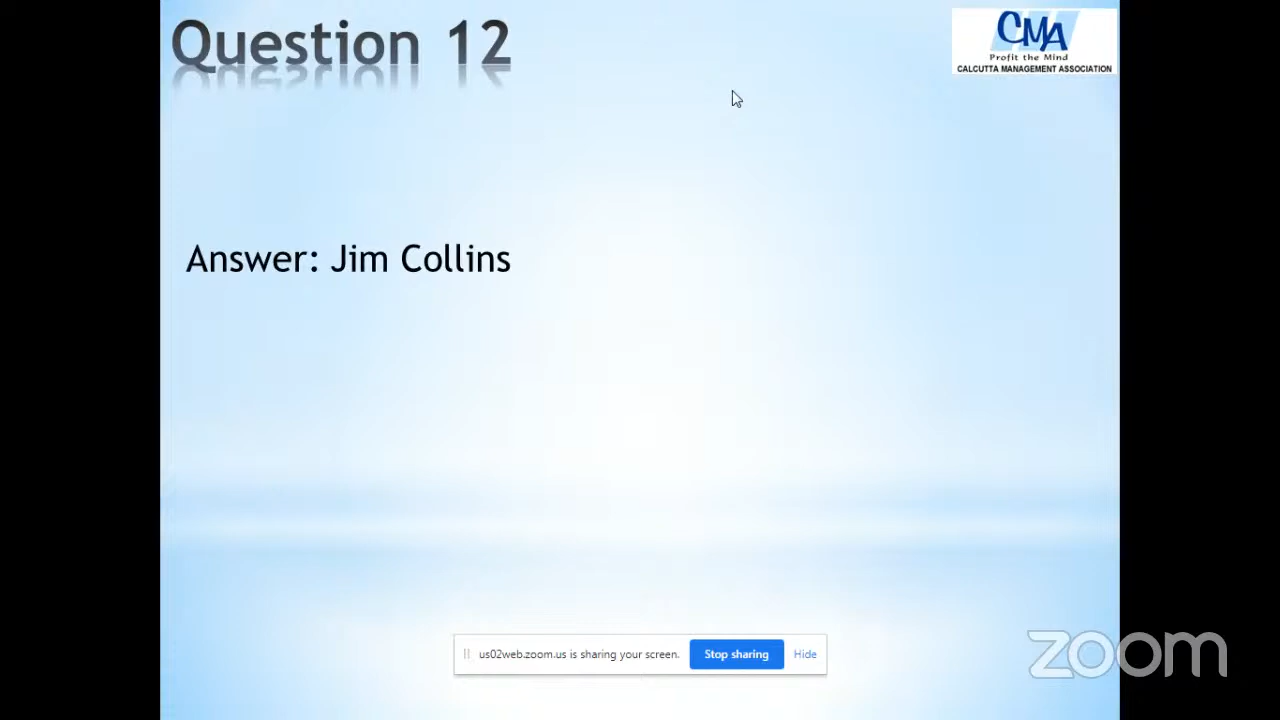 Question 12
CMA
Profit the Mind
CALCUTTA MANAGEMENT ASSOCIATION
Answer: Jim Collins
us02web.zoom.us is sharing your screen.
Stop sharing
Hide
zoom